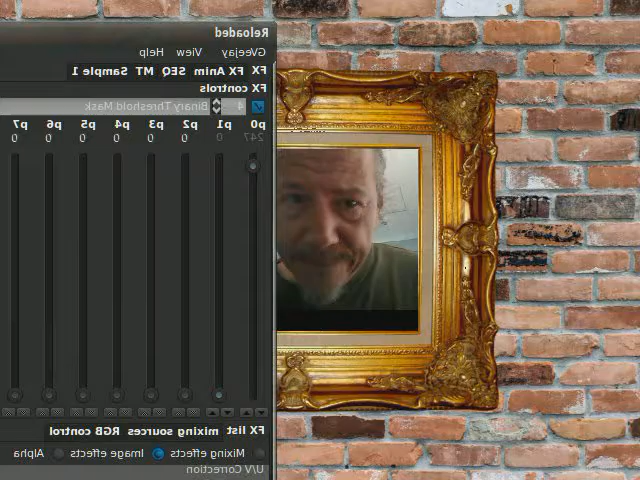 Reloaded
GVeejay View Help
FX FX Anim SEQ MT Sample 1
FX controls
4 Binary Threshold Mask
p0 p1 p2 p3 p4 p5 p6 p7
247 0 0 0 0 0 0 0
FX list mixing sources RGB control
Mixing effects Image effects Alpha
U/V Correction